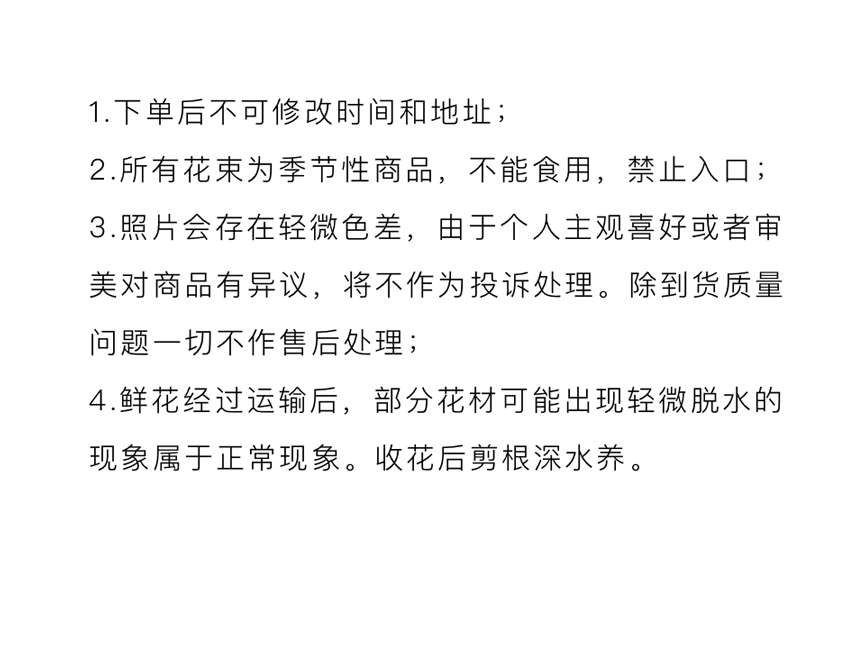 1.下单后不可修改时间和地址；
2.所有花束为季节性商品，不能食用，禁止入口；
3.照片会存在轻微色差，由于个人主观喜好或者审
美对商品有异议，将不作为投诉处理。除到货质量
问题一切不作售后处理；
4.鲜花经过运输后，部分花材可能出现轻微脱水的
现象属于正常现象。收花后剪根深水养。